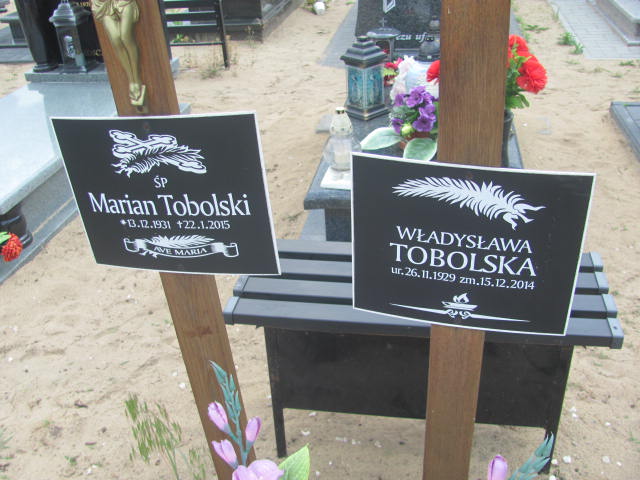 ŚP
Marian Tobolski
*13.12.1931 +22.1.2015
AVE MARIA
WŁADYSŁAWA
TOBOLSKA
ur.26.11.1929 zm.15.12.2014